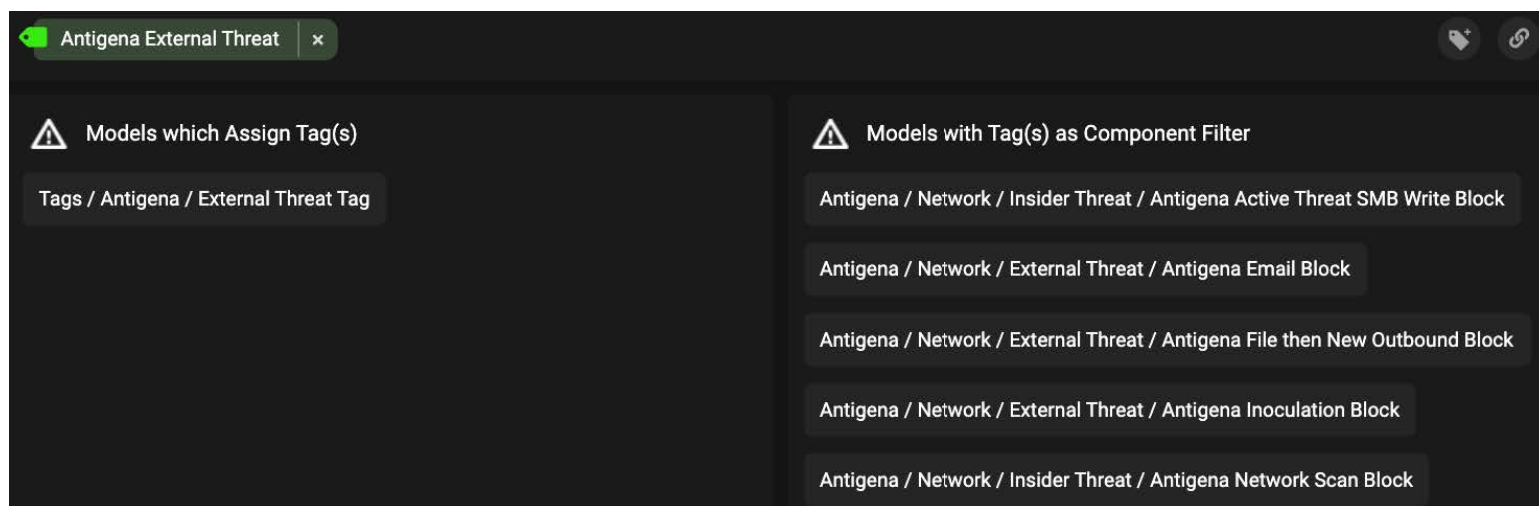 Antigena External Threat ×
Models which Assign Tag(s)
Tags / Antigena / External Threat Tag
Models with Tag(s) as Component Filter
Antigena / Network / Insider Threat / Antigena Active Threat SMB Write Block
Antigena / Network / External Threat / Antigena Email Block
Antigena / Network / External Threat / Antigena File then New Outbound Block
Antigena / Network / External Threat / Antigena Inoculation Block
Antigena / Network / Insider Threat / Antigena Network Scan Block